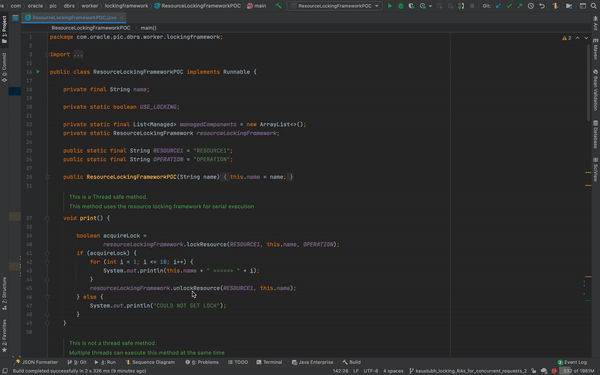 com oracle pic dbrs worker lockingframework ResourceLockingFrameworkPOC main ResourceLockingFrameworkPOC Git:
ResourceLockingFrameworkPOC.java
ResourceLockingFrameworkPOC main()
1 package com.oracle.pic.dbrs.worker.lockingframework;
3 import ...
public class ResourceLockingFrameworkPOC implements Runnable {
private final String name;
private static boolean USE_LOCKING;
private static final List<Managed> managedComponents = new ArrayList<>();
private static ResourceLockingFramework resourceLockingFramework;
public static final String RESOURCE1 = "RESOURCE1";
public static final String OPERATION = "OPERATION";
public ResourceLockingFrameworkPOC(String name) { this.name = name; }
This is a Thread safe method.
This method uses the resource locking framework for serial execution
void print() {
boolean acquireLock =
resourceLockingFramework.lockResource(RESOURCE1, this.name, OPERATION);
if (acquireLock) {
for (int i = 1; i <= 10; i++) {
System.out.println(this.name + " ====== " + i);
}
resourceLockingFramework.unlockResource(RESOURCE1, this.name);
} else {
System.out.println("COULD NOT GET LOCK");
}
}
This is not a thread safe method.
Multiple threads can execute this method at the same time
1: Project
0: Commit
7: Structure
2: Favorites
Ant
Maven
Bean Validation
Database
SciView
JSON Formatter 9: Git 4: Run Sequence Diagram 6: Problems TODO Terminal Java Enterprise Build Event Log
Build completed successfully in 2 s 326 ms (9 minutes ago) 142:26 LF UTF-8 4 spaces kaustubh_locking_RAs_for_concurrent_requests_2 1981M